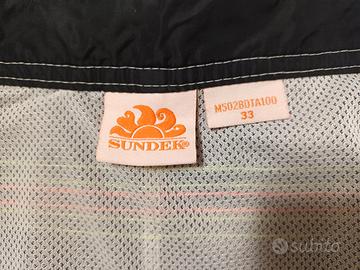 SUNDEK®
M502BDTA100
33
subito